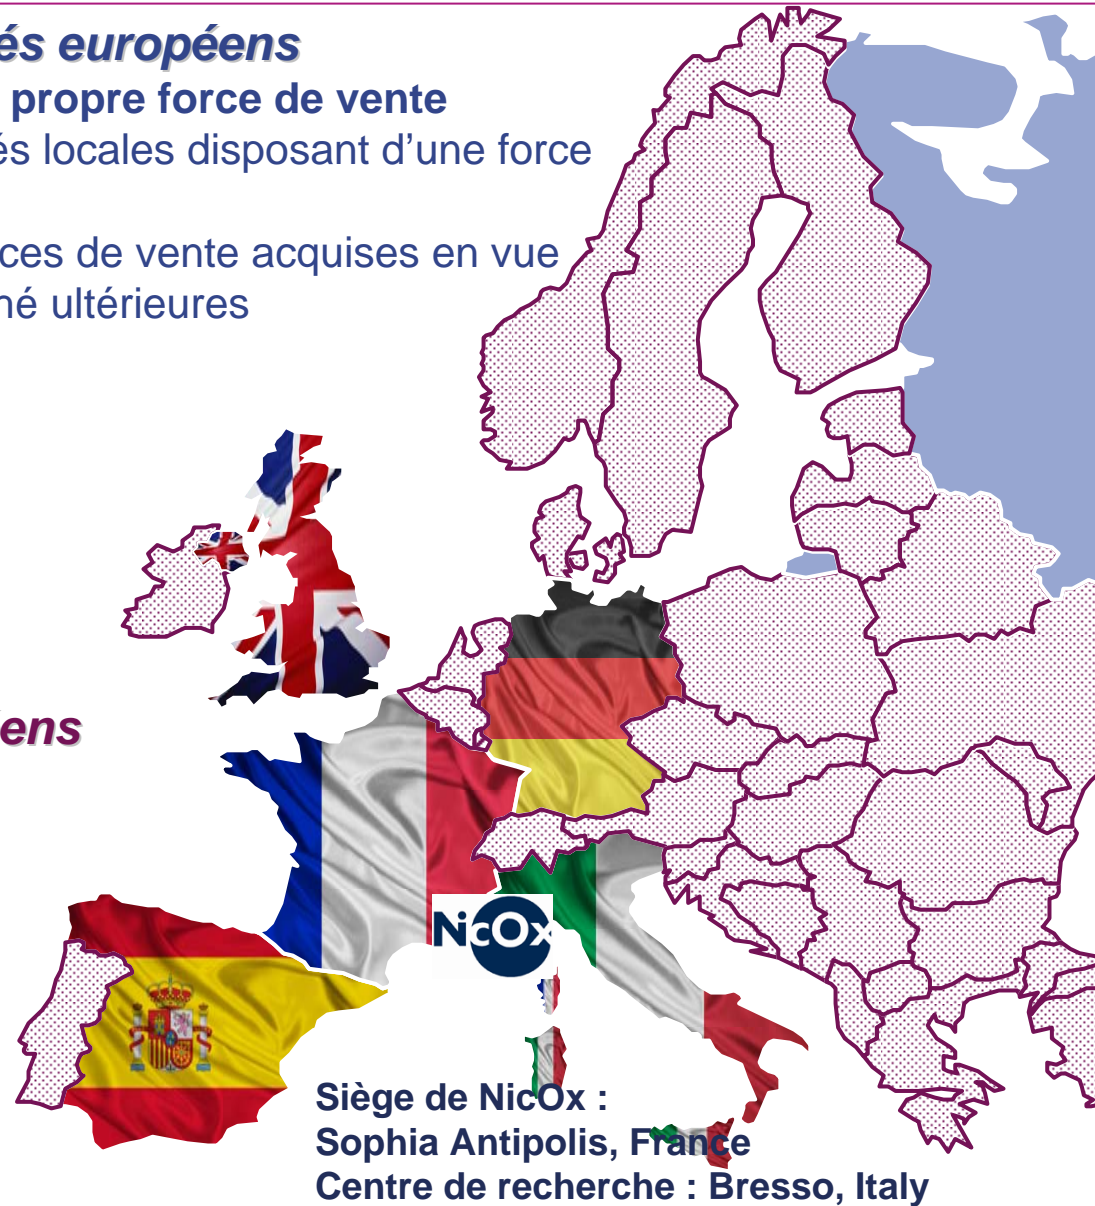 és européens
propre force de vente
és locales disposant d'une force
ces de vente acquises en vue
né ultérieures
ens
NicOx
Siège de NicOx :
Sophia Antipolis, France
Centre de recherche : Bresso, Italy